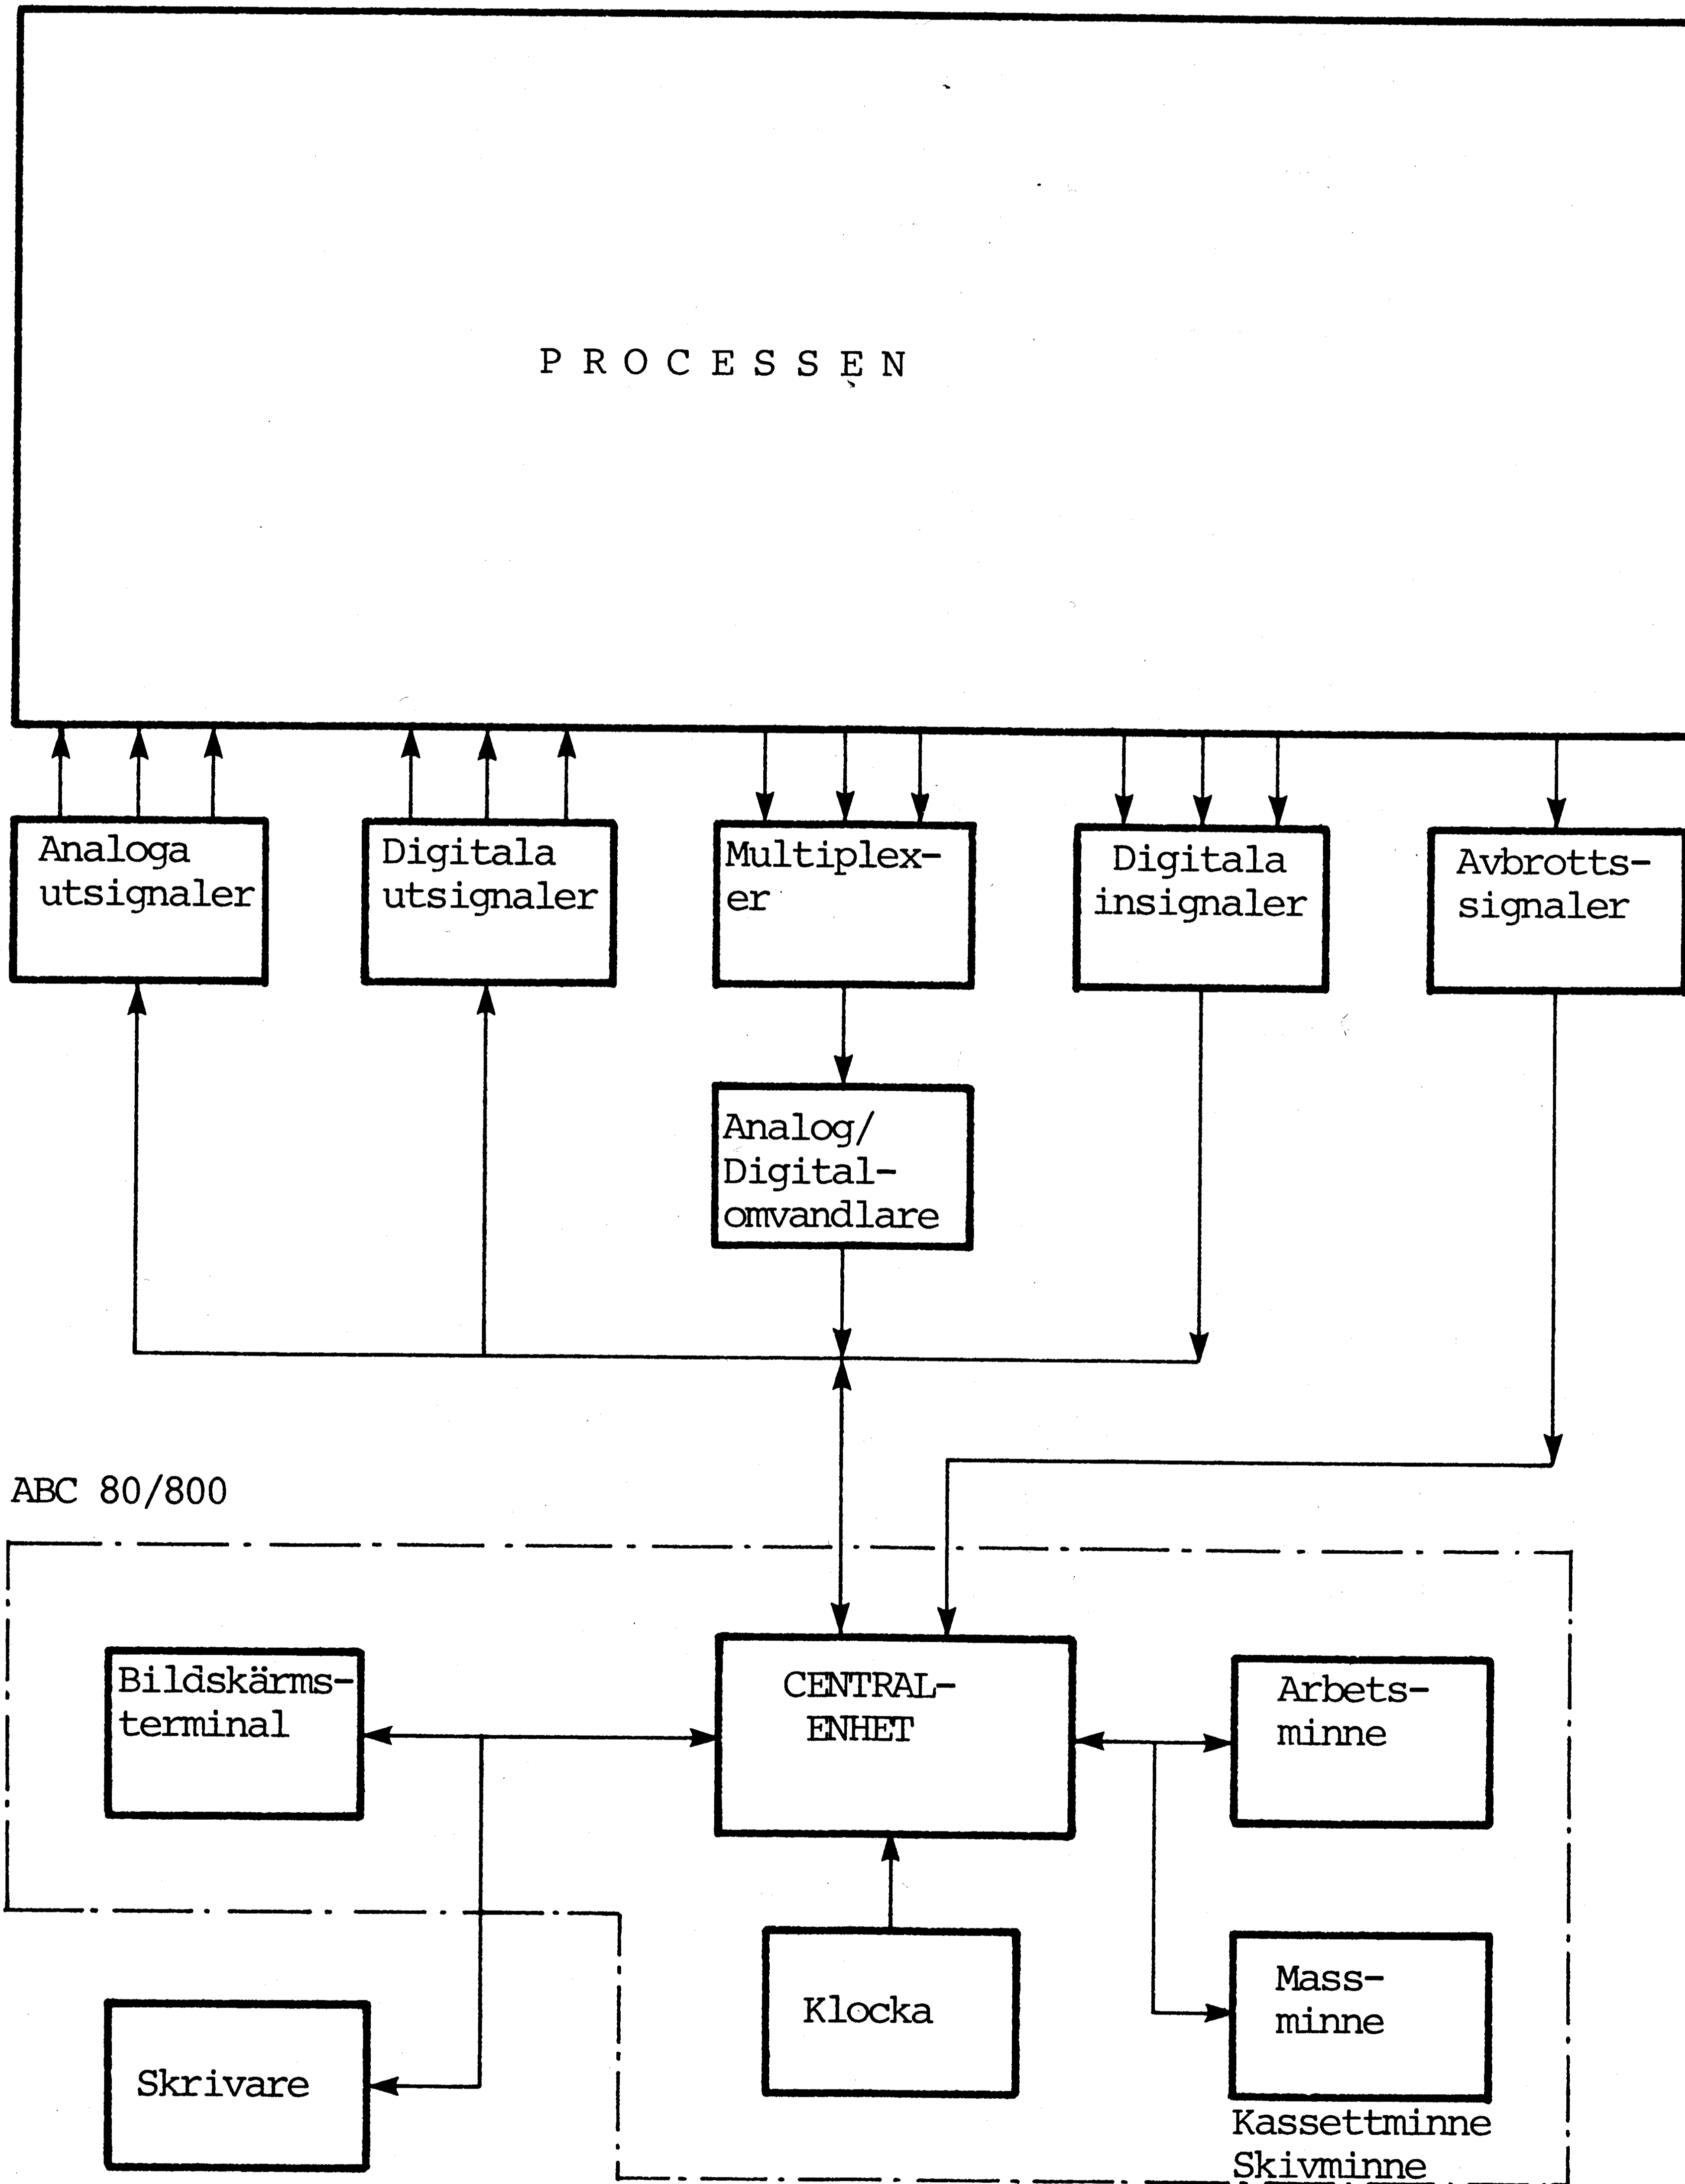 PROCESSEN
Analoga
utsignaler
Digitala
utsignaler
Multiplex-
er
Digitala
insignaler
Avbrotts-
signaler
Analog/
Digital-
omvandlare
ABC 80/800
Bildskärms-
terminal
CENTRAL-
ENHET
Arbets-
minne
Klocka
Mass-
minne
Skrivare
Kassettminne
Skivminne